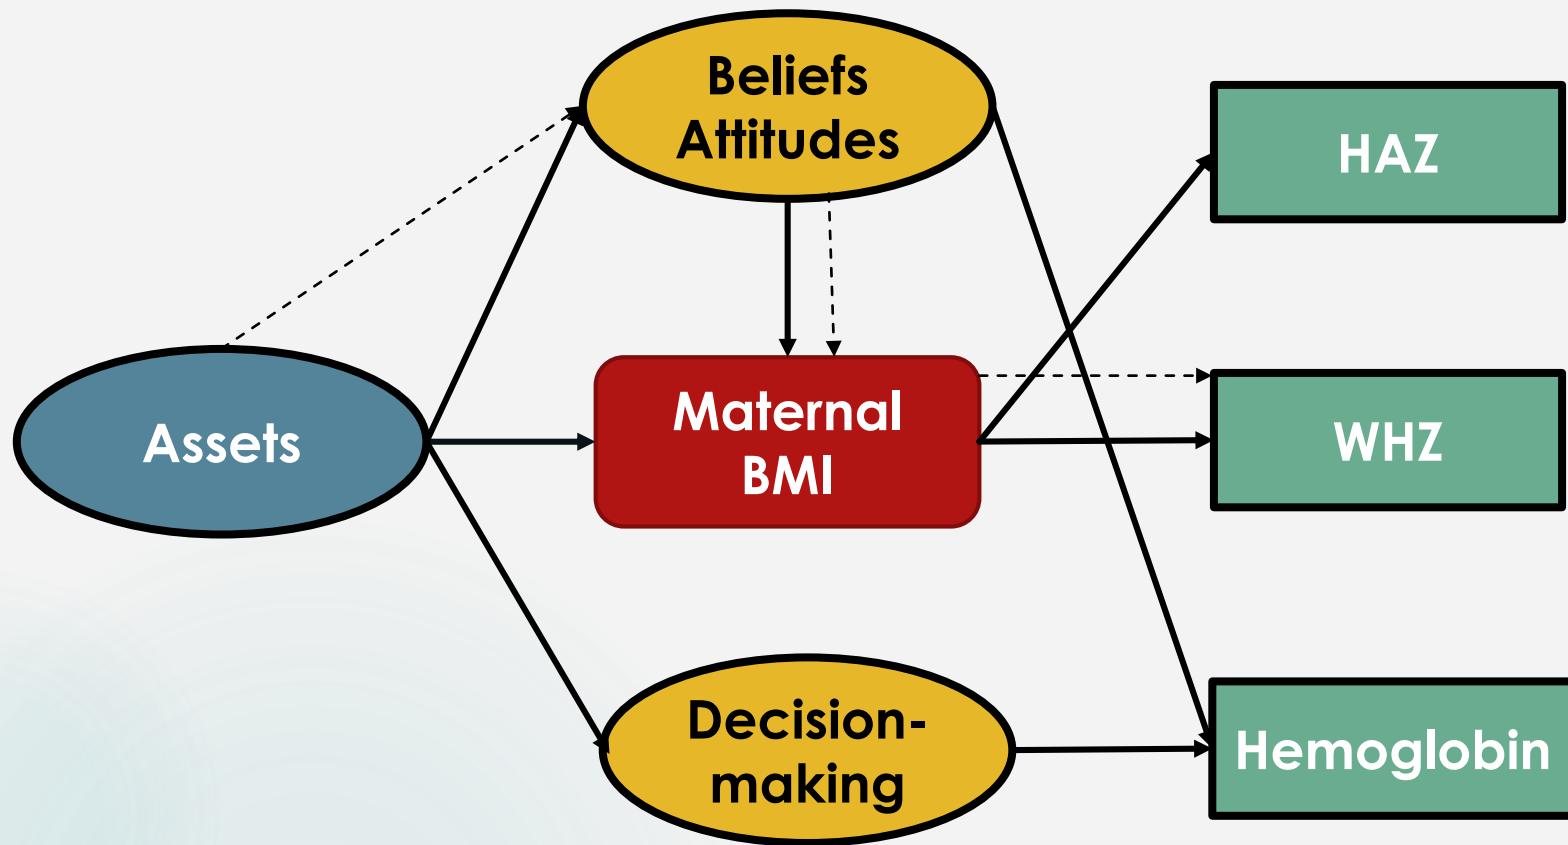 Beliefs
Attitudes
HAZ
Assets
Maternal
BMI
WHZ
Decision-
making
Hemoglobin